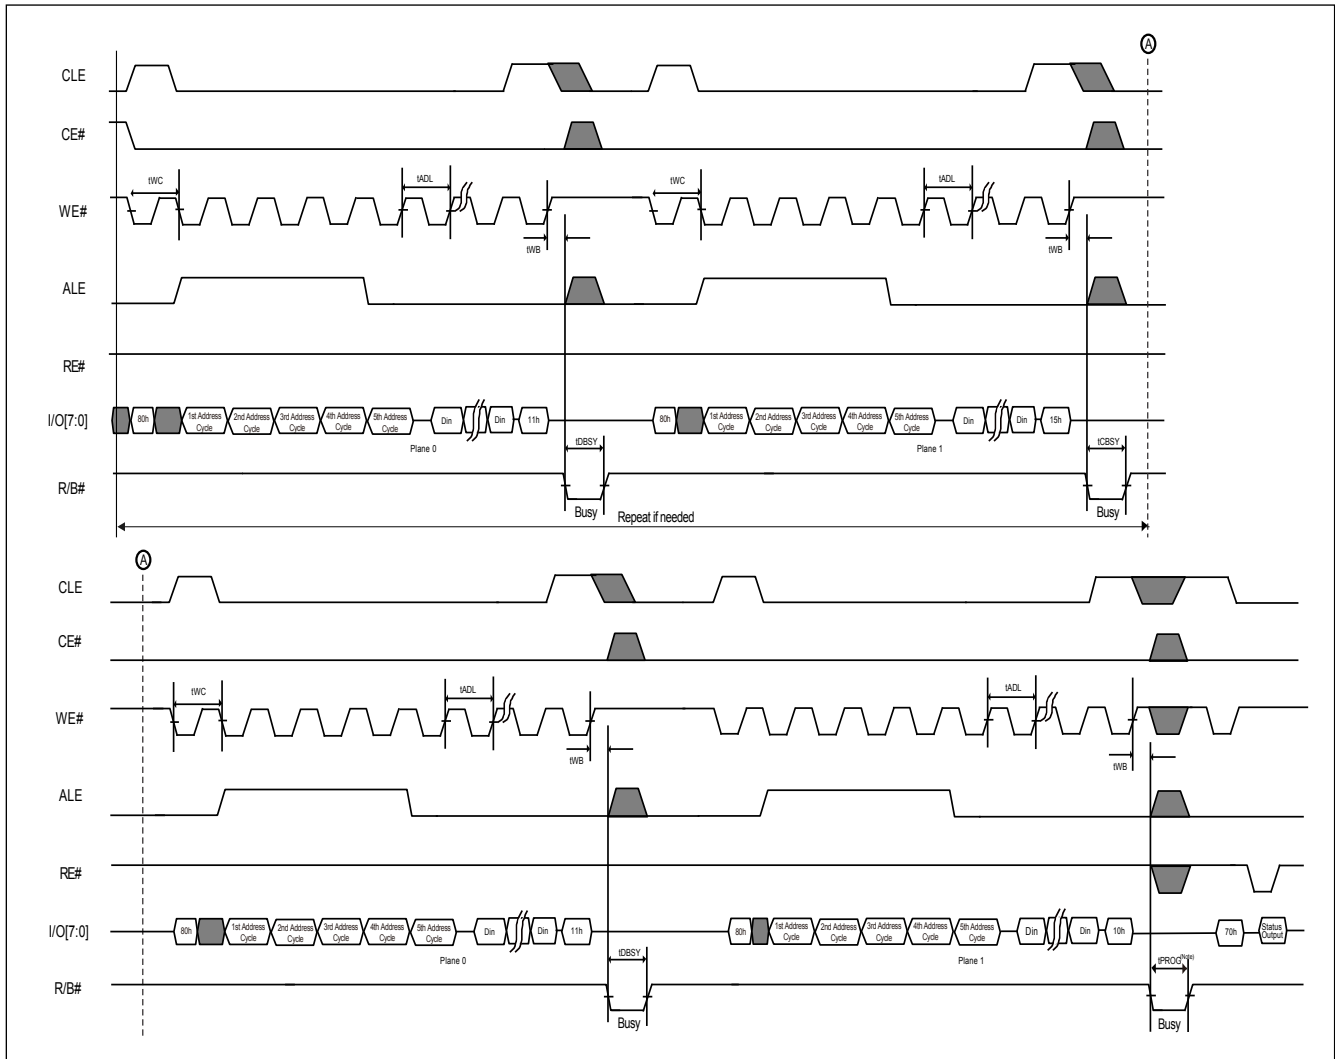 A
CLE
CE#
tWC
tADL
tWC
tADL
WE#
tWB
tWB
ALE
RE#
I/O[7:0]
80h
1st Address Cycle
2nd Address Cycle
3rd Address Cycle
4th Address Cycle
5th Address Cycle
Din
Din
11h
80h
1st Address Cycle
2nd Address Cycle
3rd Address Cycle
4th Address Cycle
5th Address Cycle
Din
Din
15h
Plane 0
tDBSY
Plane 1
tCBSY
R/B#
Busy
Busy
Repeat if needed
A
CLE
CE#
tWC
tADL
tADL
WE#
tWB
tWB
ALE
RE#
I/O[7:0]
80h
1st Address Cycle
2nd Address Cycle
3rd Address Cycle
4th Address Cycle
5th Address Cycle
Din
Din
11h
80h
1st Address Cycle
2nd Address Cycle
3rd Address Cycle
4th Address Cycle
5th Address Cycle
Din
Din
10h
70h
Status Output
Plane 0
tDBSY
Plane 1
tPROG(Note)
R/B#
Busy
Busy